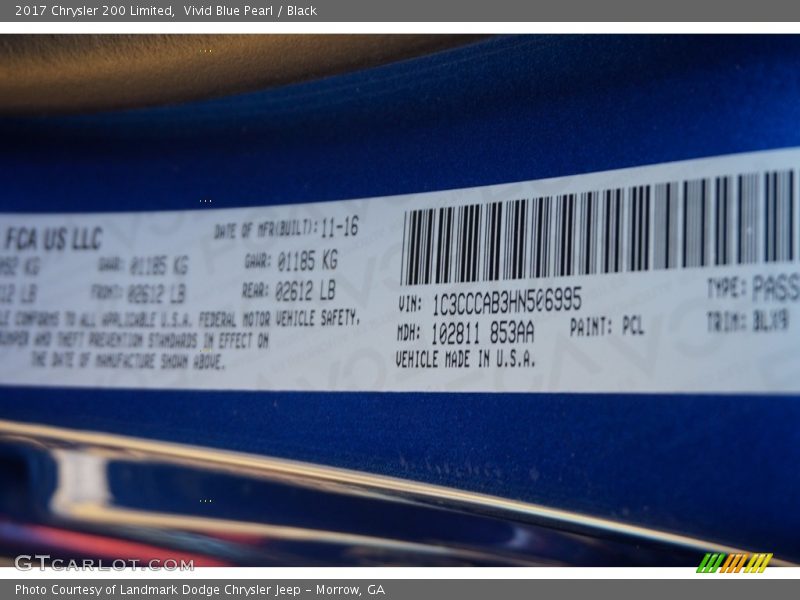 2017 Chrysler 200 Limited,  Vivid Blue Pearl / Black
FCA US LLC
DATE OF MFR(BUILT): 11-16
GAWR: 01185 KG
GAWR: 01185 KG
FRONT: 02612 LB
REAR: 02612 LB
CONFORMS TO ALL APPLICABLE U.S.A. FEDERAL MOTOR VEHICLE SAFETY,
AND THEFT PREVENTION STANDARDS IN EFFECT ON
THE DATE OF MANUFACTURE SHOWN ABOVE.
VIN: 1C3CCCAB3HN506995
TYPE: PASS
MDH: 102811 853AA
PAINT: PCL
TRIM: BLX9
VEHICLE MADE IN U.S.A.
GTCARLOT.COM
Photo Courtesy of Landmark Dodge Chrysler Jeep – Morrow, GA